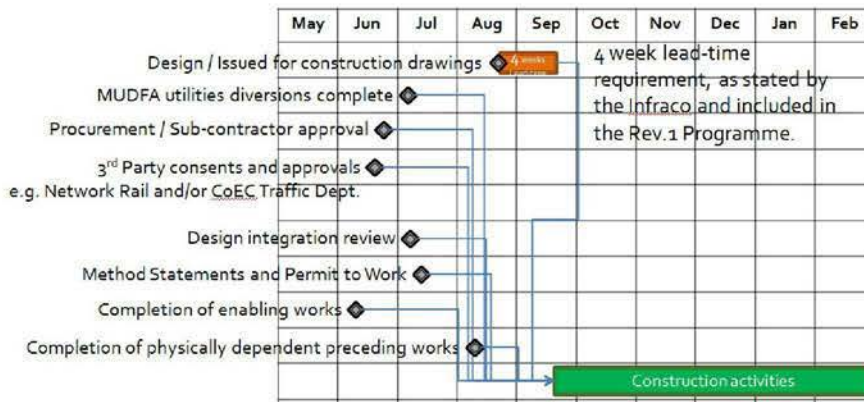 May Jun Jul Aug Sep Oct Nov Dec Jan Feb
Design / Issued for construction drawings
4 weeks
4 week lead-time
requirement, as stated by
the Infraco and included in
the Rev.1 Programme.
MUDFA utilities diversions complete
Procurement / Sub-contractor approval
3rd Party consents and approvals
e.g. Network Rail and/or CoEC Traffic Dept.
Design integration review
Method Statements and Permit to Work
Completion of enabling works
Completion of physically dependent preceding works
Construction activities